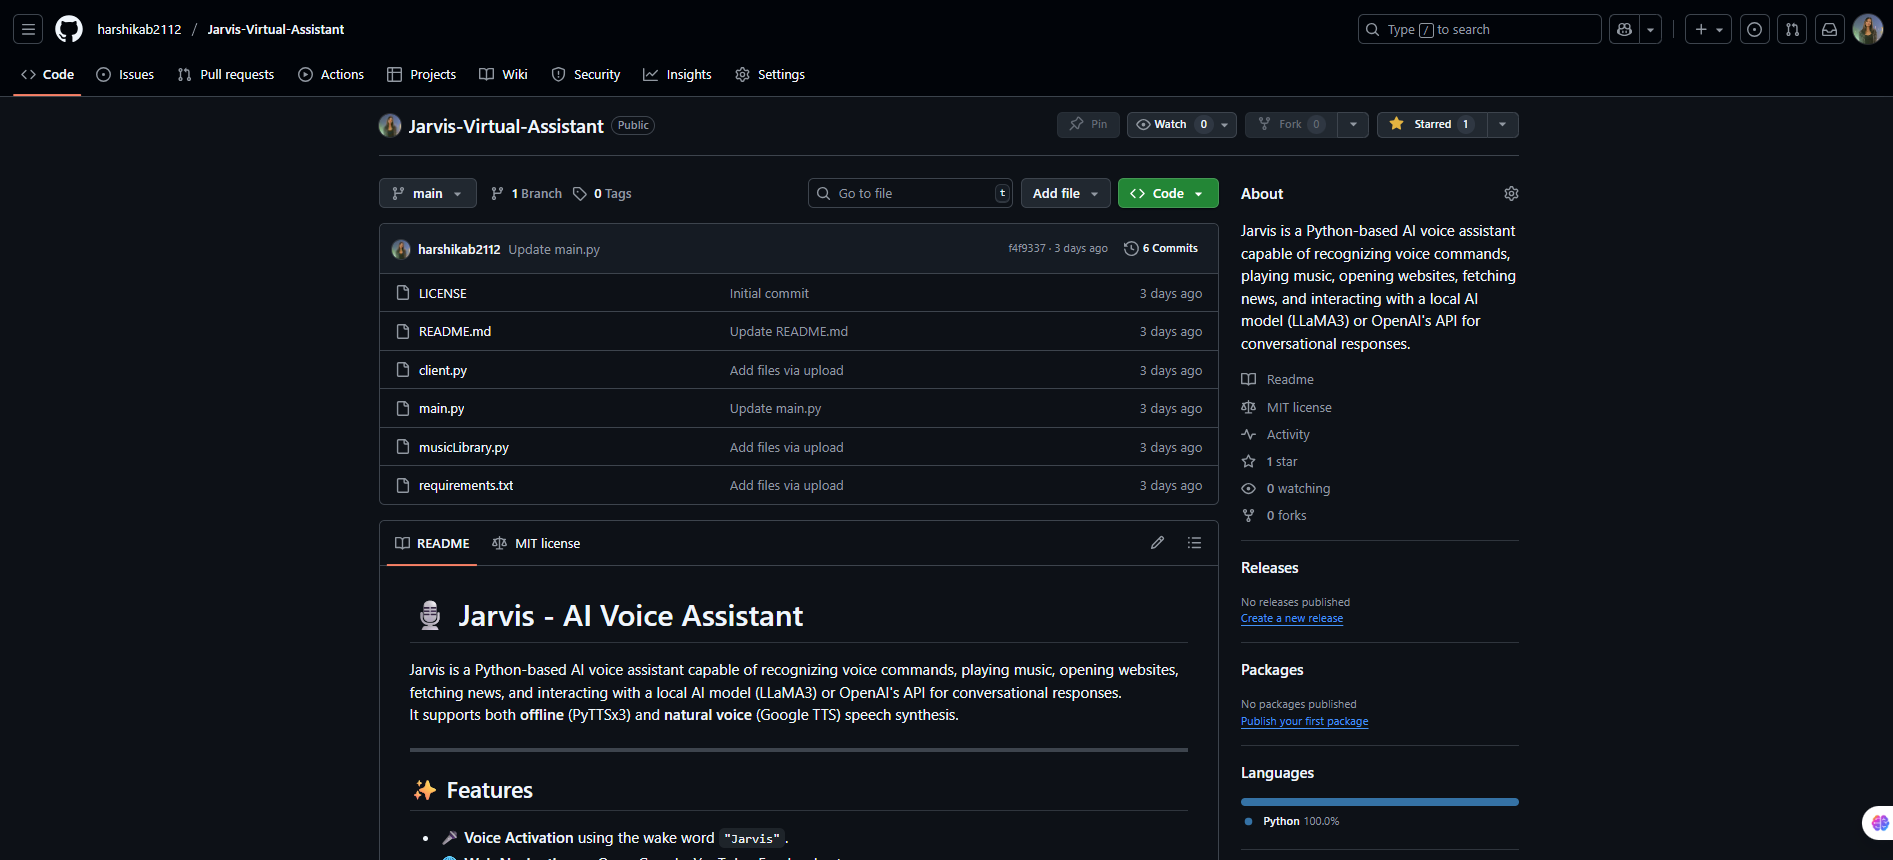 harshikab2112 / Jarvis-Virtual-Assistant
Type / to search
Code Issues Pull requests Actions Projects Wiki Security Insights Settings
Jarvis-Virtual-Assistant Public
Pin Watch 0 Fork 0 Starred 1
main 1 Branch 0 Tags Go to file t Add file Code
harshikab2112 Update main.py f4f9337 · 3 days ago 6 Commits
LICENSE Initial commit 3 days ago
README.md Update README.md 3 days ago
client.py Add files via upload 3 days ago
main.py Update main.py 3 days ago
musicLibrary.py Add files via upload 3 days ago
requirements.txt Add files via upload 3 days ago
README MIT license
Jarvis - AI Voice Assistant
Jarvis is a Python-based AI voice assistant capable of recognizing voice commands, playing music, opening websites,
fetching news, and interacting with a local AI model (LLaMA3) or OpenAI's API for conversational responses.
It supports both offline (PyTTSx3) and natural voice (Google TTS) speech synthesis.
Features
Voice Activation using the wake word "Jarvis".
About
Jarvis is a Python-based AI voice assistant
capable of recognizing voice commands,
playing music, opening websites, fetching
news, and interacting with a local AI
model (LLaMA3) or OpenAI's API for
conversational responses.
Readme
MIT license
Activity
1 star
0 watching
0 forks
Releases
No releases published
Create a new release
Packages
No packages published
Publish your first package
Languages
Python 100.0%